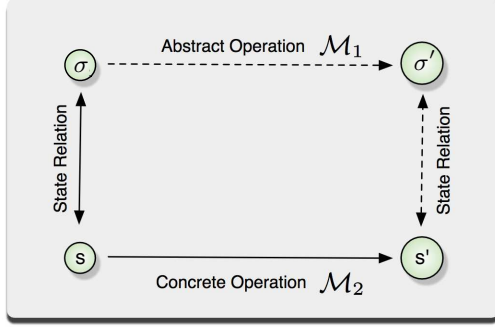 Abstract Operation ℳ₁
σ
σ′
State Relation
State Relation
s
s'
Concrete Operation ℳ₂